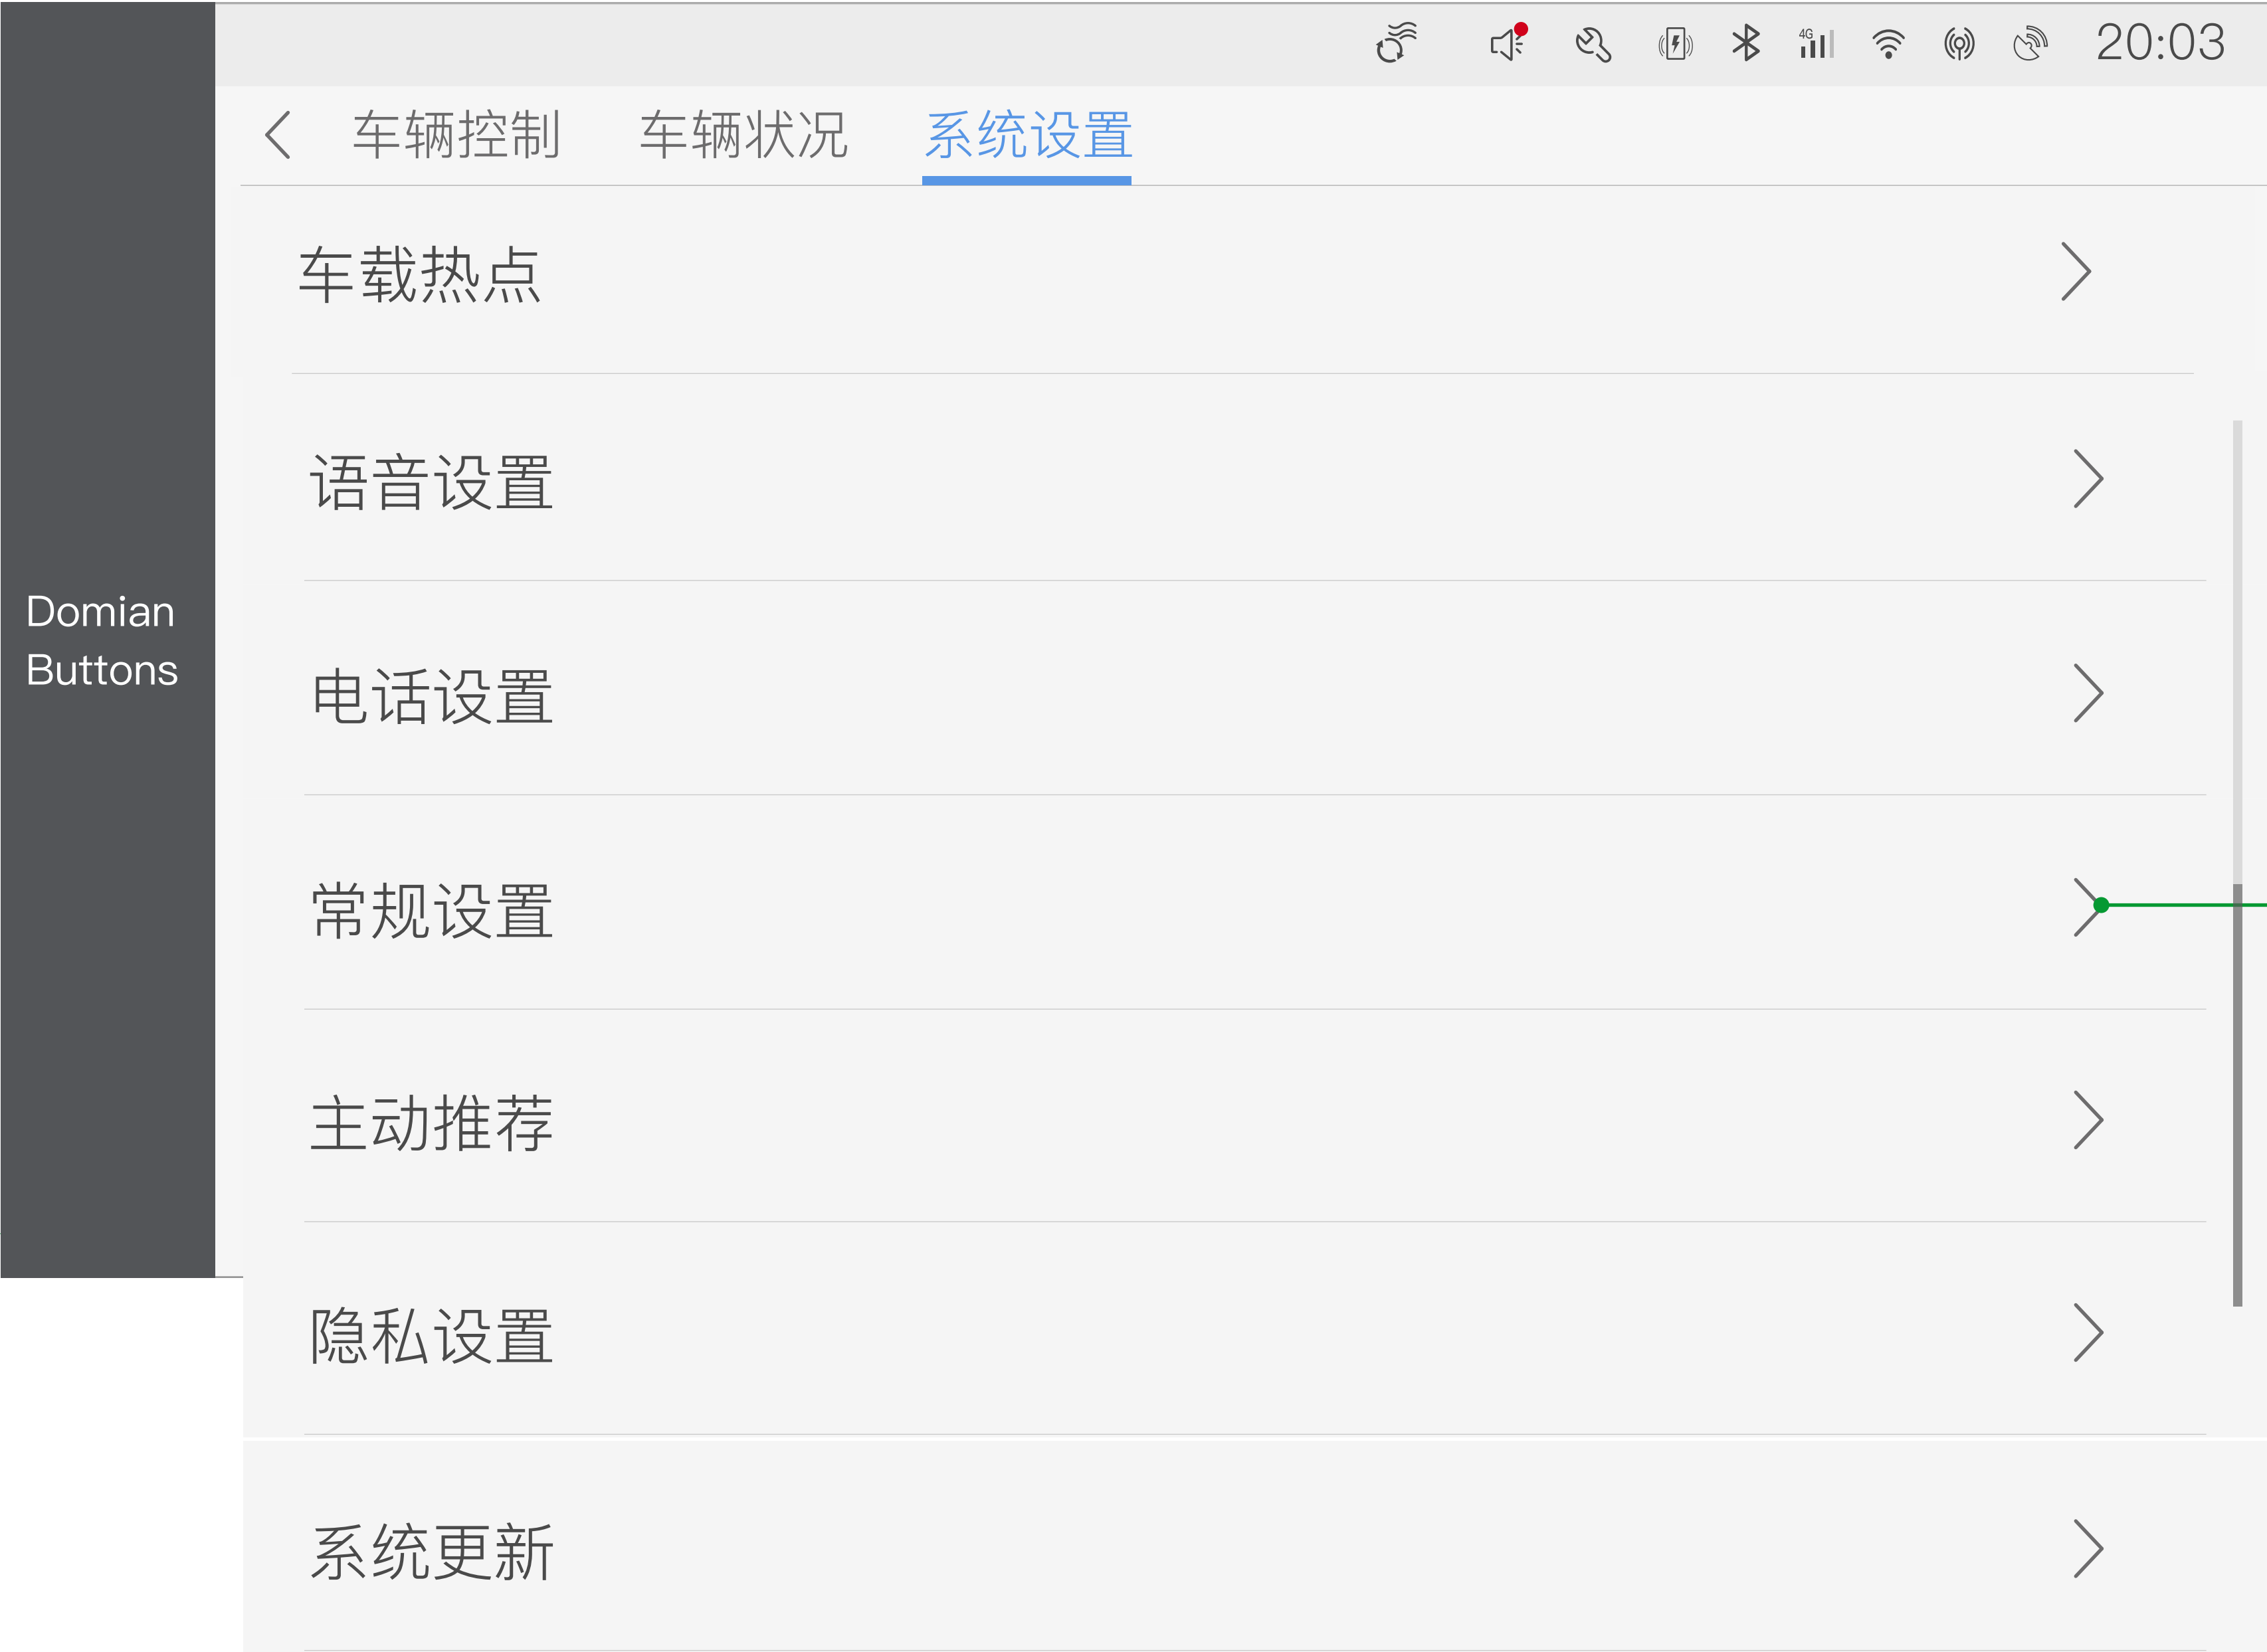 4G
20:03
车辆控制
车辆状况
系统设置
车载热点
语音设置
Domian
Buttons
电话设置
常规设置
主动推荐
隐私设置
系统更新